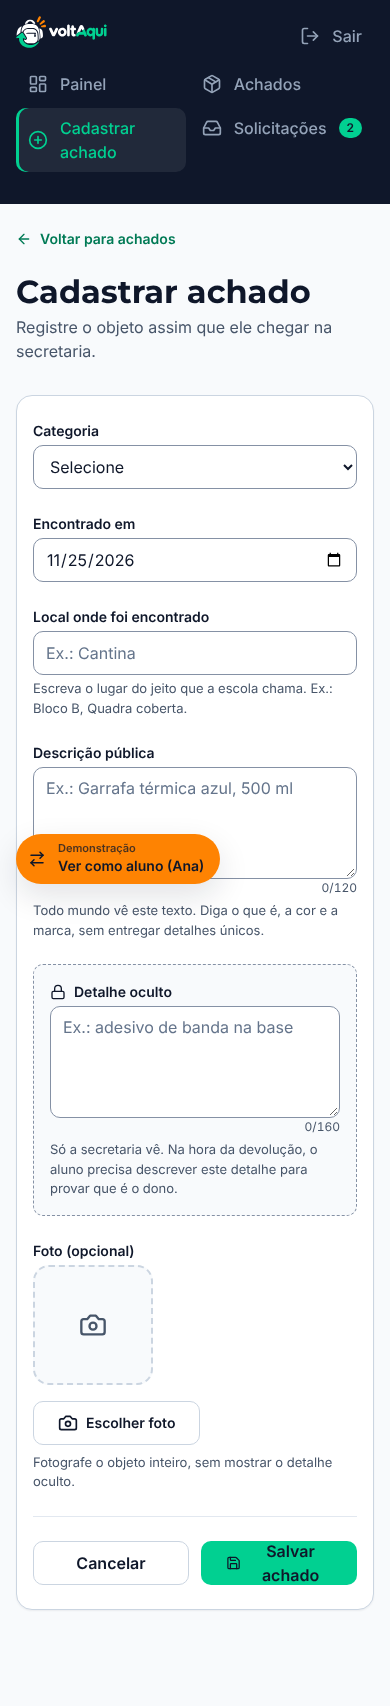 voltAqui
Sair
Painel
Achados
Cadastrar
achado
Solicitações
2
Voltar para achados
Cadastrar achado
Registre o objeto assim que ele chegar na
secretaria.
Categoria
Selecione
Encontrado em
11/25/2026
Local onde foi encontrado
Ex.: Cantina
Escreva o lugar do jeito que a escola chama. Ex.:
Bloco B, Quadra coberta.
Descrição pública
Ex.: Garrafa térmica azul, 500 ml
Demonstração
Ver como aluno (Ana)
0/120
Todo mundo vê este texto. Diga o que é, a cor e a
marca, sem entregar detalhes únicos.
Detalhe oculto
Ex.: adesivo de banda na base
0/160
Só a secretaria vê. Na hora da devolução, o
aluno precisa descrever este detalhe para
provar que é o dono.
Foto (opcional)
Escolher foto
Fotografe o objeto inteiro, sem mostrar o detalhe
oculto.
Cancelar
Salvar
achado